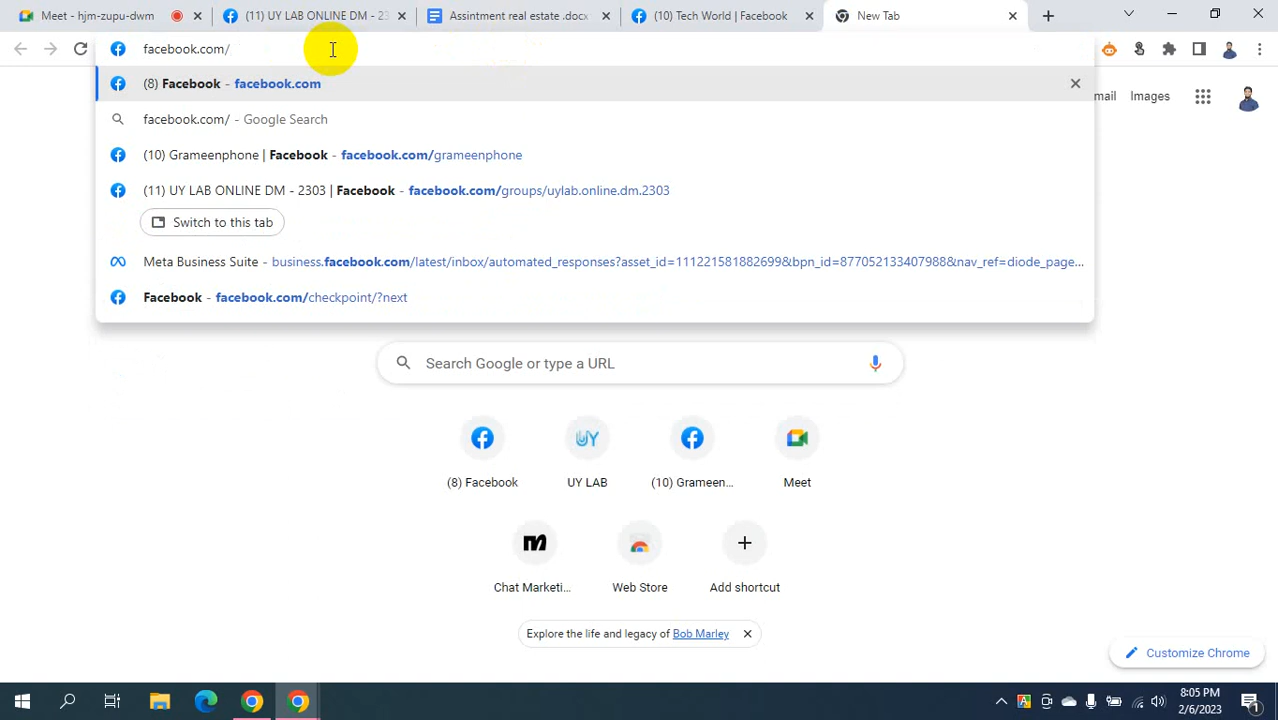 Meet - hjm-zupu-dwm
(11) UY LAB ONLINE DM - 23
Assintment real estate .docx
(10) Tech World | Facebook
New Tab
facebook.com/
(8) Facebook - facebook.com
facebook.com/ - Google Search
(10) Grameenphone | Facebook - facebook.com/grameenphone
(11) UY LAB ONLINE DM - 2303 | Facebook - facebook.com/groups/uylab.online.dm.2303
Switch to this tab
Meta Business Suite - business.facebook.com/latest/inbox/automated_responses?asset_id=111221581882699&bpn_id=877052133407988&nav_ref=diode_page...
Facebook - facebook.com/checkpoint/?next
mail Images
Search Google or type a URL
(8) Facebook
UY LAB
(10) Grameen...
Meet
Chat Marketi...
Web Store
Add shortcut
Explore the life and legacy of Bob Marley
Customize Chrome
8:05 PM
2/6/2023